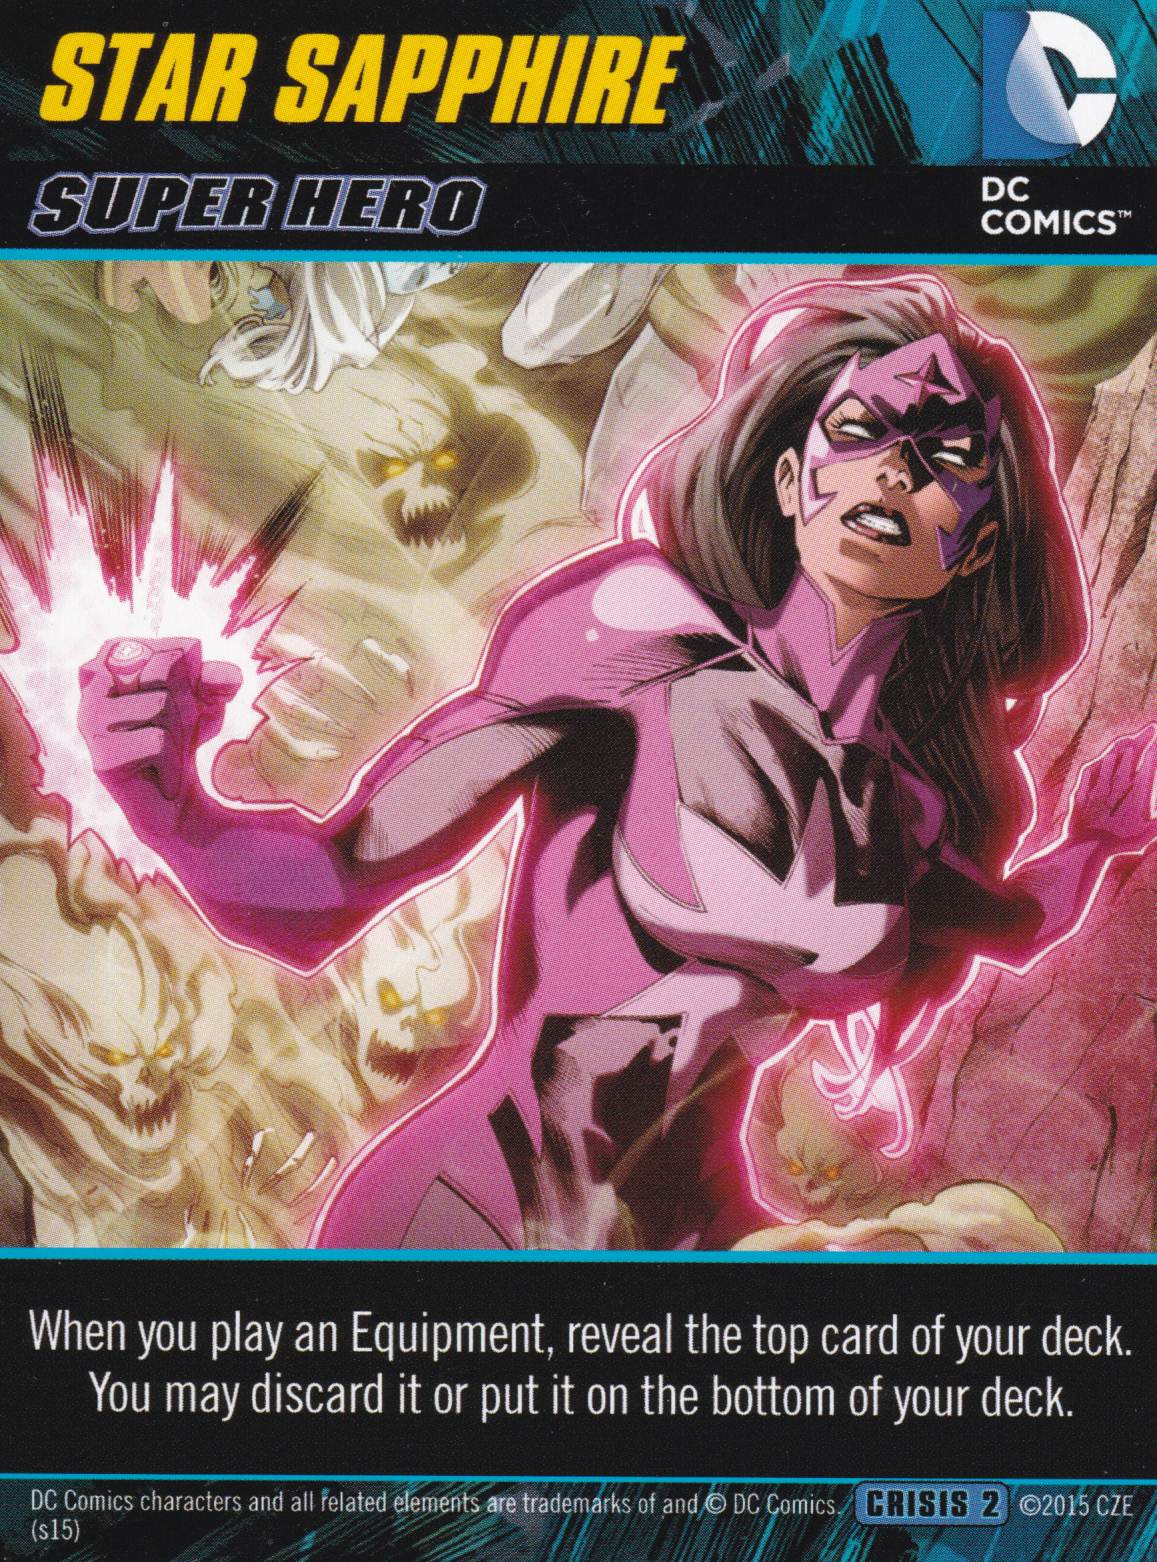 STAR SAPPHIRE
SUPER HERO
DC
COMICS™
When you play an Equipment, reveal the top card of your deck.
You may discard it or put it on the bottom of your deck.
DC Comics characters and all related elements are trademarks of and © DC Comics. CRISIS 2 ©2015 CZE
(s15)